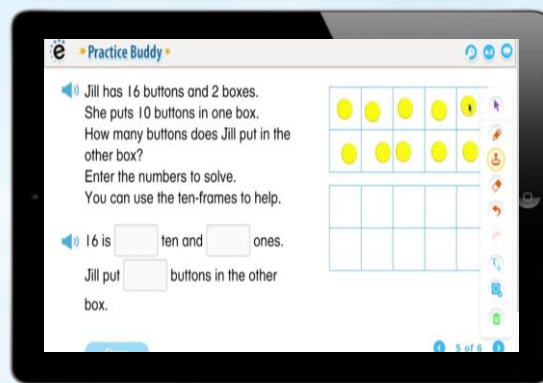 ë Practice Buddy
Jill has 16 buttons and 2 boxes.
She puts 10 buttons in one box.
How many buttons does Jill put in the
other box?
Enter the numbers to solve.
You can use the ten-frames to help.
16 is ten and ones.
Jill put buttons in the other
box.
5 of 6